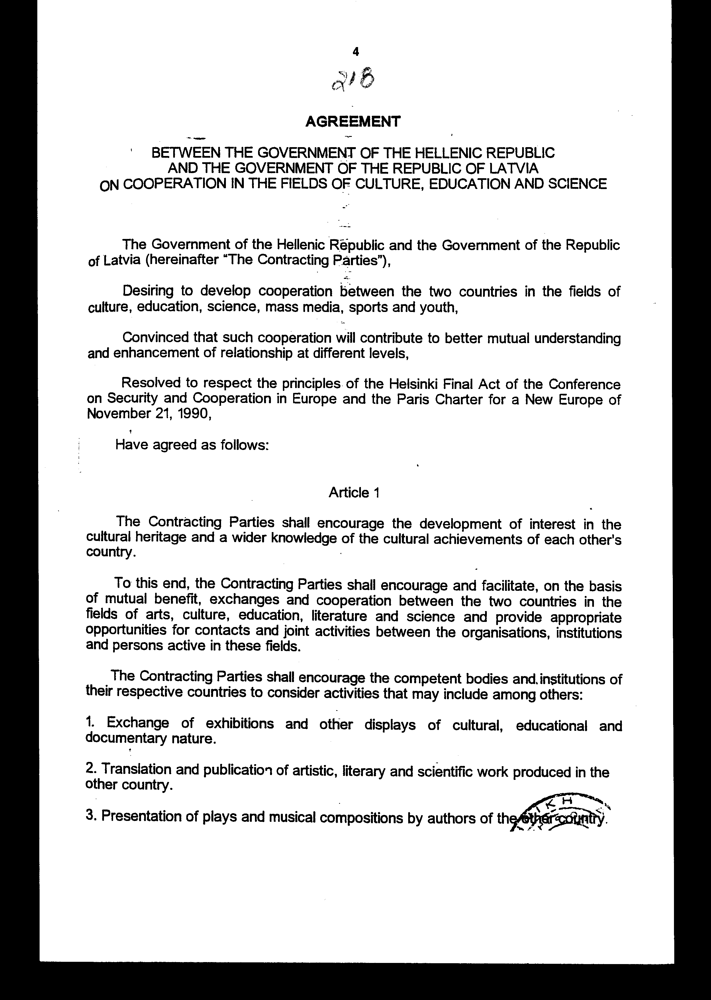 4
218
AGREEMENT
BETWEEN THE GOVERNMENT OF THE HELLENIC REPUBLIC
AND THE GOVERNMENT OF THE REPUBLIC OF LATVIA
ON COOPERATION IN THE FIELDS OF CULTURE, EDUCATION AND SCIENCE
The Government of the Hellenic Republic and the Government of the Republic
of Latvia (hereinafter “The Contracting Parties”),
Desiring to develop cooperation between the two countries in the fields of
culture, education, science, mass media, sports and youth,
Convinced that such cooperation will contribute to better mutual understanding
and enhancement of relationship at different levels,
Resolved to respect the principles of the Helsinki Final Act of the Conference
on Security and Cooperation in Europe and the Paris Charter for a New Europe of
November 21, 1990,
Have agreed as follows:
Article 1
The Contracting Parties shall encourage the development of interest in the
cultural heritage and a wider knowledge of the cultural achievements of each other's
country.
To this end, the Contracting Parties shall encourage and facilitate, on the basis
of mutual benefit, exchanges and cooperation between the two countries in the
fields of arts, culture, education, literature and science and provide appropriate
opportunities for contacts and joint activities between the organisations, institutions
and persons active in these fields.
The Contracting Parties shall encourage the competent bodies and institutions of
their respective countries to consider activities that may include among others:
1. Exchange of exhibitions and other displays of cultural, educational and
documentary nature.
2. Translation and publication of artistic, literary and scientific work produced in the
other country.
3. Presentation of plays and musical compositions by authors of the other country.